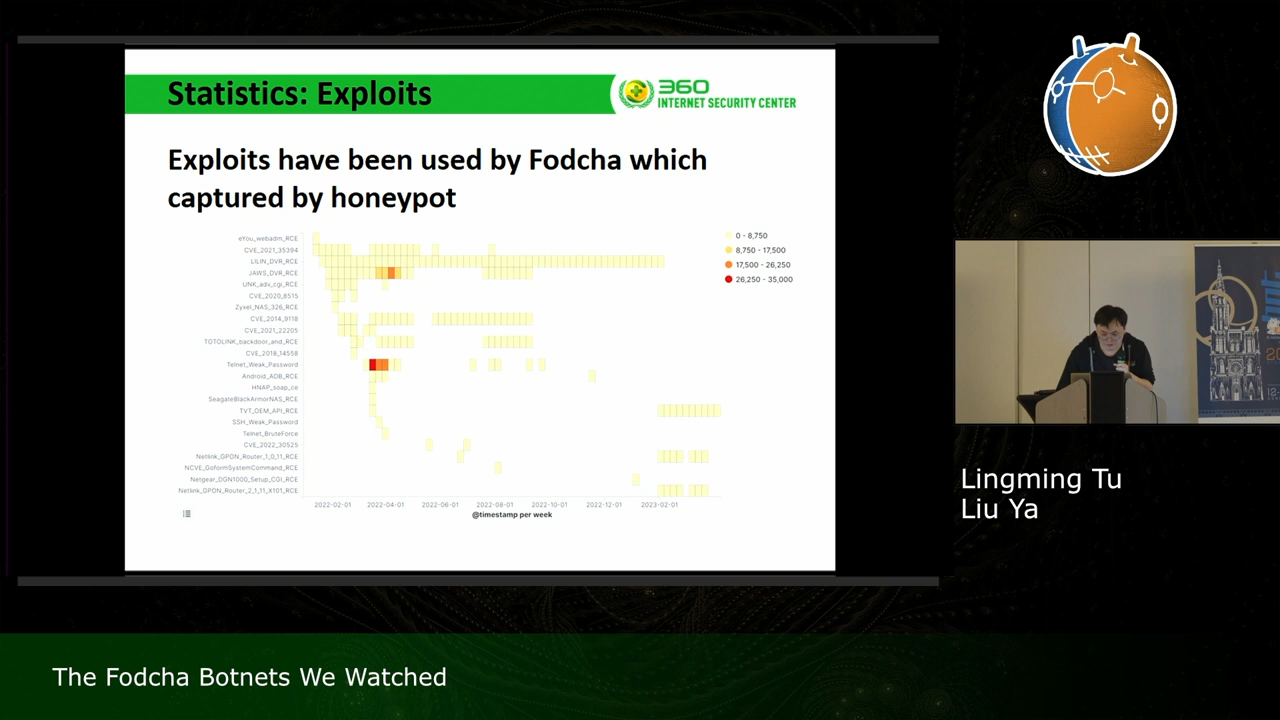 Statistics: Exploits
360
INTERNET SECURITY CENTER
Exploits have been used by Fodcha which
captured by honeypot
eYou_webadm_RCE
CVE_2021_35394
LILIN_DVR_RCE
JAWS_DVR_RCE
UNK_adv_cgi_RCE
CVE_2020_8515
Zyxel_NAS_326_RCE
CVE_2014_9118
CVE_2021_22205
TOTOLINK_backdoor_and_RCE
CVE_2018_14558
Telnet_Weak_Password
Android_ADB_RCE
HNAP_soap_ce
SeagateBlackArmorNAS_RCE
TVT_OEM_API_RCE
SSH_Weak_Password
Telnet_BruteForce
CVE_2022_30525
Netlink_GPON_Router_1_0_11_RCE
NCVE_GoformSystemCommand_RCE
Netgear_DGN1000_Setup_CGI_RCE
Netlink_GPON_Router_2_1_11_X101_RCE
0 - 8,750
8,750 - 17,500
17,500 - 26,250
26,250 - 35,000
2022-02-01 2022-04-01 2022-06-01 2022-08-01 2022-10-01 2022-12-01 2023-02-01
@timestamp per week
Lingming Tu
Liu Ya
The Fodcha Botnets We Watched